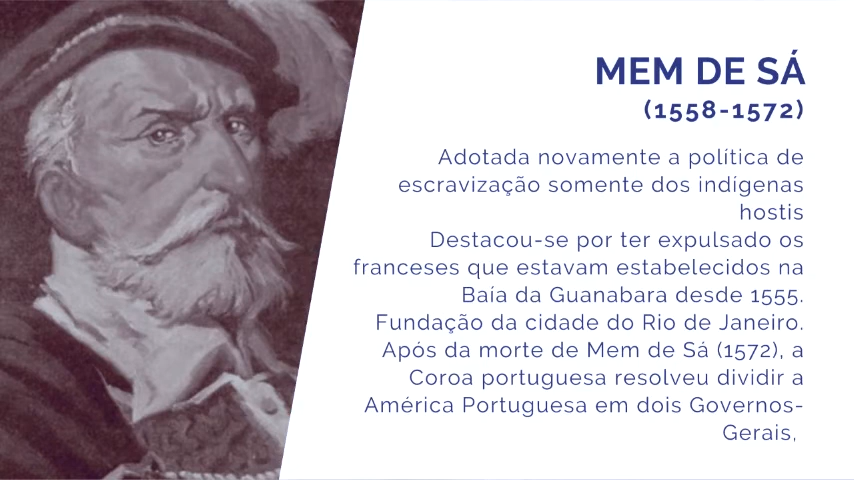 MEM DE SÁ
(1558-1572)
Adotada novamente a política de
escravização somente dos indígenas
hostis
Destacou-se por ter expulsado os
franceses que estavam estabelecidos na
Baía da Guanabara desde 1555.
Fundação da cidade do Rio de Janeiro.
Após da morte de Mem de Sá (1572), a
Coroa portuguesa resolveu dividir a
América Portuguesa em dois Governos-
Gerais,